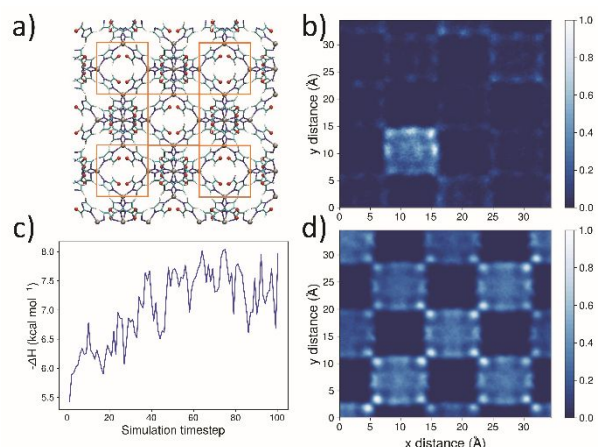 a)
b)
y distance (Å)
30
25
20
15
10
5
0
0 5 10 15 20 25 30
1.0
0.8
0.6
0.4
0.2
0.0
c)
-ΔH (kcal mol⁻¹)
8.0
7.5
7.0
6.5
6.0
5.5
0 20 40 60 80 100
Simulation timestep
d)
y distance (Å)
30
25
20
15
10
5
0
0 5 10 15 20 25 30
x distance (Å)
1.0
0.8
0.6
0.4
0.2
0.0